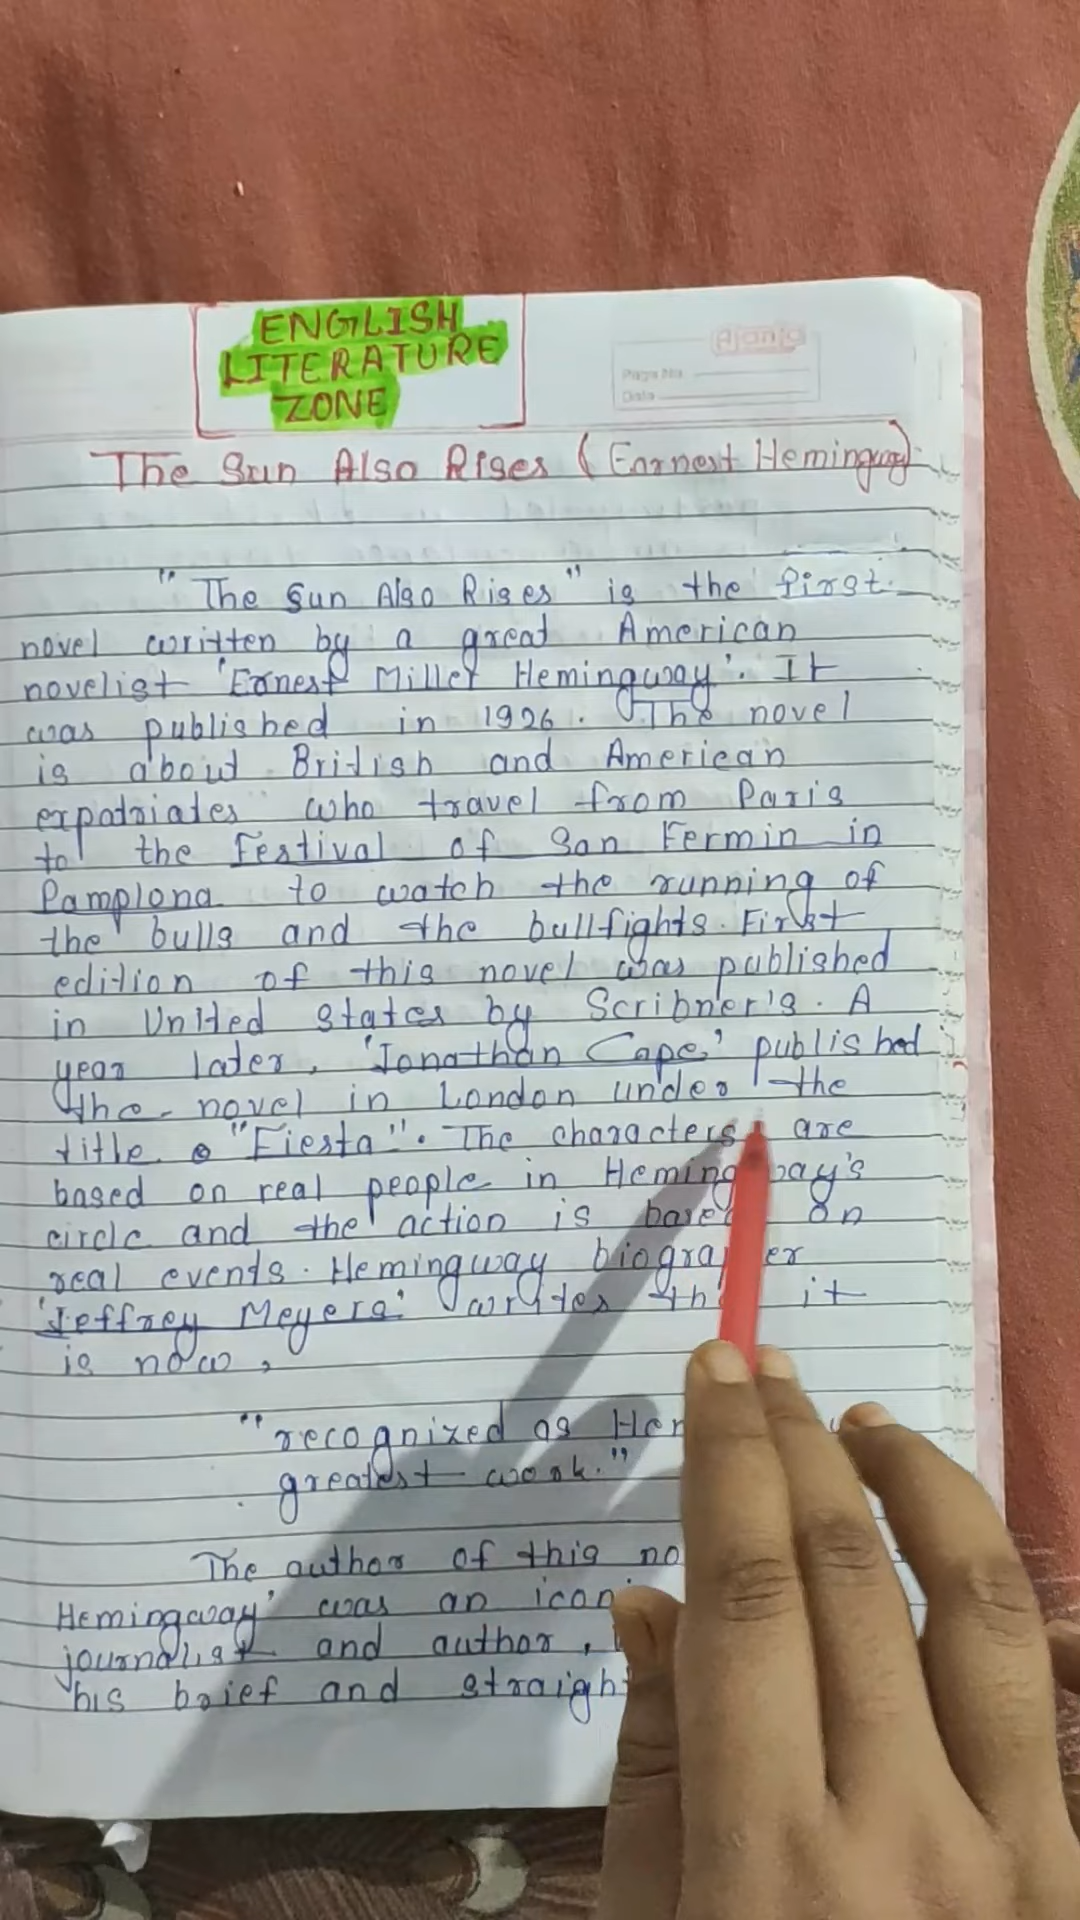 ENGLISH
LITERATURE
ZONE
Ajanta
Page No.
Date
The Sun Also Rises (Earnest Hemingway)
"The Sun Also Rises" is the first
novel written by a great American
novelist 'Ernest Miller Hemingway'. It
was published in 1926. The novel
is about British and American
expatriates who travel from Paris
to the Festival of San Fermin in
Pamplona to watch the running of
the bulls and the bullfights. First
edition of this novel was published
in United States by Scribner's. A
year later, 'Jonathan Cape' published
the novel in London under the
title "Fiesta". The characters are
based on real people in Hemingway's
circle and the action is based on
real events. Hemingway biographer
'Jeffrey Meyers' writes it
is now,
"recognized as
greatest work."
The author of this
Hemingway' was an
journalist and author,
his brief and